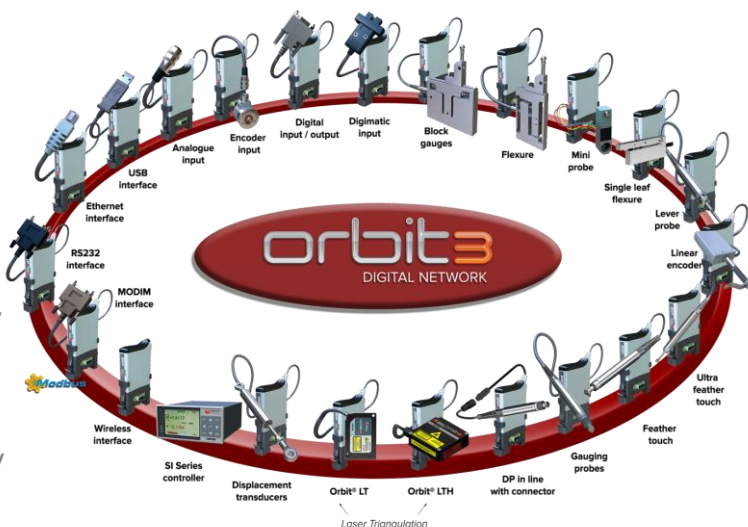 orbit3
DIGITAL NETWORK
Digital
input / output
Digimatic
input
Encoder
input
Analogue
input
USB
interface
Ethernet
interface
RS232
interface
MODIM
interface
Modbus
Wireless
interface
SI Series
controller
Displacement
transducers
Orbit® LT
Orbit® LTH
Laser Triangulation
DP in line
with connector
Gauging
probes
Feather
touch
Ultra
feather
touch
Linear
encoder
Lever
probe
Single leaf
flexure
Mini
probe
Flexure
Block
gauges